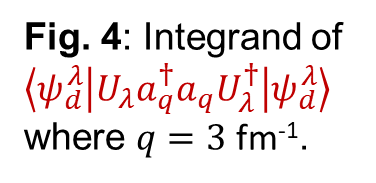 Fig. 4: Integrand of
⟨ψ_d^λ|U_λ a_q^† a_q U_λ^†|ψ_d^λ⟩
where q = 3 fm⁻¹.